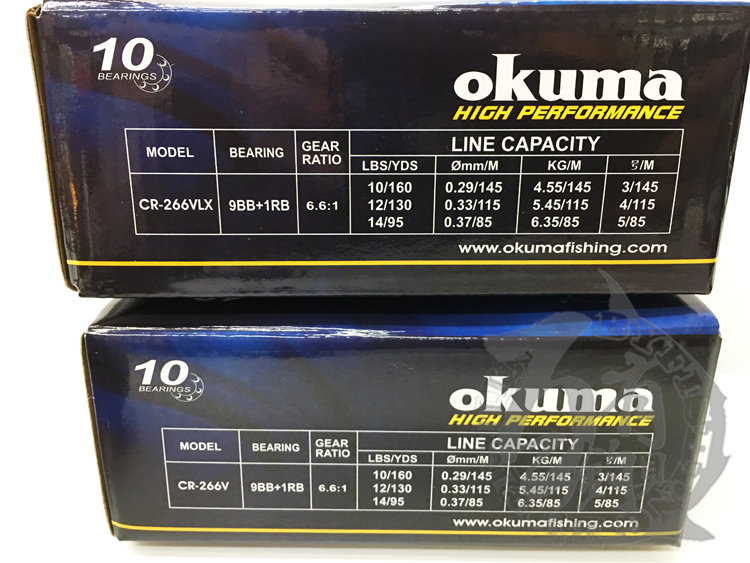 10
BEARINGS
okuma
HIGH PERFORMANCE
MODEL BEARING GEAR RATIO LINE CAPACITY
LBS/YDS Ømm/M KG/M 号/M
CR-266VLX 9BB+1RB 6.6:1 10/160 0.29/145 4.55/145 3/145
12/130 0.33/115 5.45/115 4/115
14/95 0.37/85 6.35/85 5/85
www.okumafishing.com
10
BEARINGS
okuma
HIGH PERFORMANCE
MODEL BEARING GEAR RATIO LINE CAPACITY
LBS/YDS Ømm/M KG/M 号/M
CR-266V 9BB+1RB 6.6:1 10/160 0.29/145 4.55/145 3/145
12/130 0.33/115 5.45/115 4/115
14/95 0.37/85 6.35/85 5/85
www.okumafishing.com